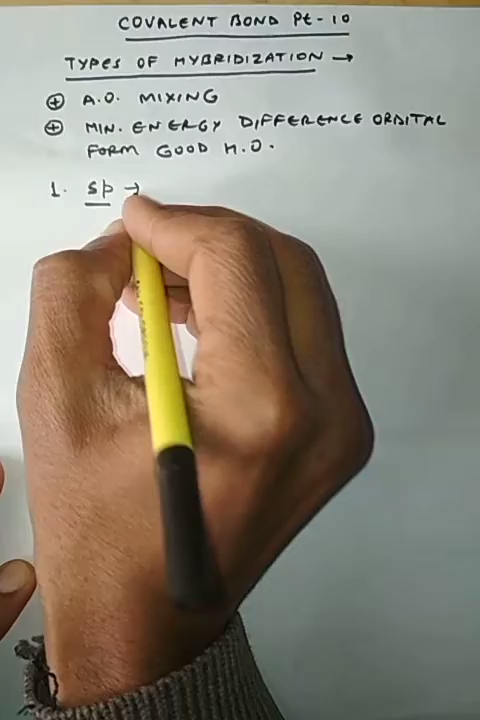 COVALENT BOND Pt-10
TYPES OF HYBRIDIZATION →
⊕ A.O. MIXING
⊕ MIN. ENERGY DIFFERENCE ORBITAL
FORM GOOD H.O.
1. sp →